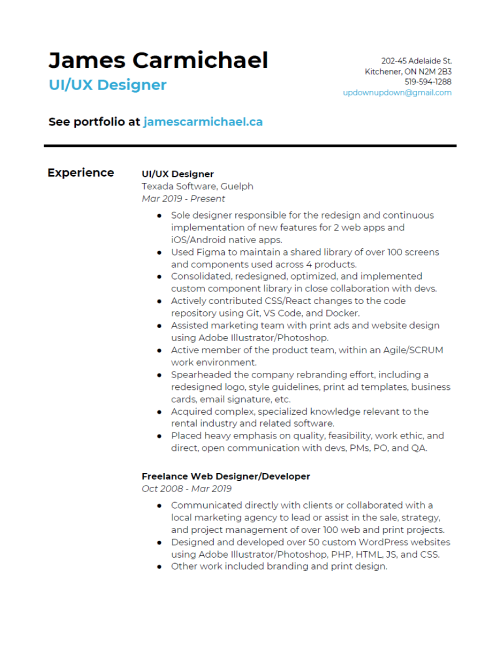 James Carmichael
UI/UX Designer
202-45 Adelaide St.
Kitchener, ON N2M 2B3
519-594-1288
updownupdown@gmail.com
See portfolio at jamescarmichael.ca
Experience
UI/UX Designer
Texada Software, Guelph
Mar 2019 - Present
● Sole designer responsible for the redesign and continuous
implementation of new features for 2 web apps and
iOS/Android native apps.
● Used Figma to maintain a shared library of over 100 screens
and components used across 4 products.
● Consolidated, redesigned, optimized, and implemented
custom component library in close collaboration with devs.
● Actively contributed CSS/React changes to the code
repository using Git, VS Code, and Docker.
● Assisted marketing team with print ads and website design
using Adobe Illustrator/Photoshop.
● Active member of the product team, within an Agile/SCRUM
work environment.
● Spearheaded the company rebranding effort, including a
redesigned logo, style guidelines, print ad templates, business
cards, email signature, etc.
● Acquired complex, specialized knowledge relevant to the
rental industry and related software.
● Placed heavy emphasis on quality, feasibility, work ethic, and
direct, open communication with devs, PMs, PO, and QA.
Freelance Web Designer/Developer
Oct 2008 - Mar 2019
● Communicated directly with clients or collaborated with a
local marketing agency to lead or assist in the sale, strategy,
and project management of over 100 web and print projects.
● Designed and developed over 50 custom WordPress websites
using Adobe Illustrator/Photoshop, PHP, HTML, JS, and CSS.
● Other work included branding and print design.